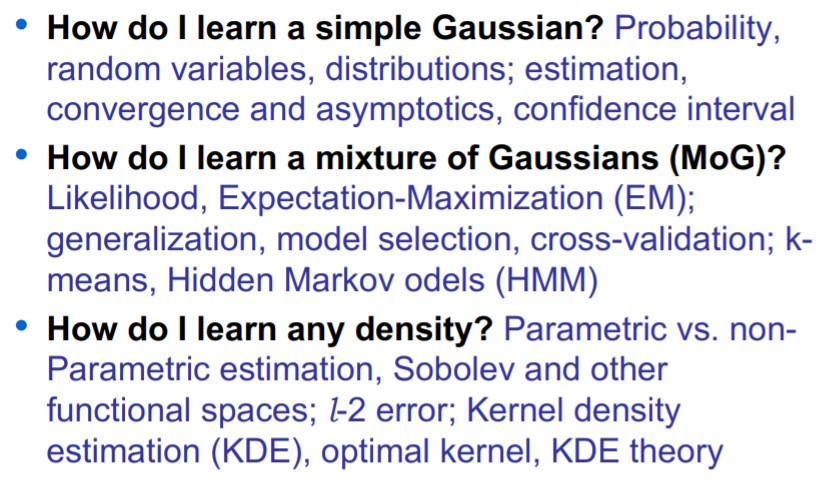 • How do I learn a simple Gaussian? Probability,
random variables, distributions; estimation,
convergence and asymptotics, confidence interval
• How do I learn a mixture of Gaussians (MoG)?
Likelihood, Expectation-Maximization (EM);
generalization, model selection, cross-validation; k-
means, Hidden Markov odels (HMM)
• How do I learn any density? Parametric vs. non-
Parametric estimation, Sobolev and other
functional spaces; l-2 error; Kernel density
estimation (KDE), optimal kernel, KDE theory